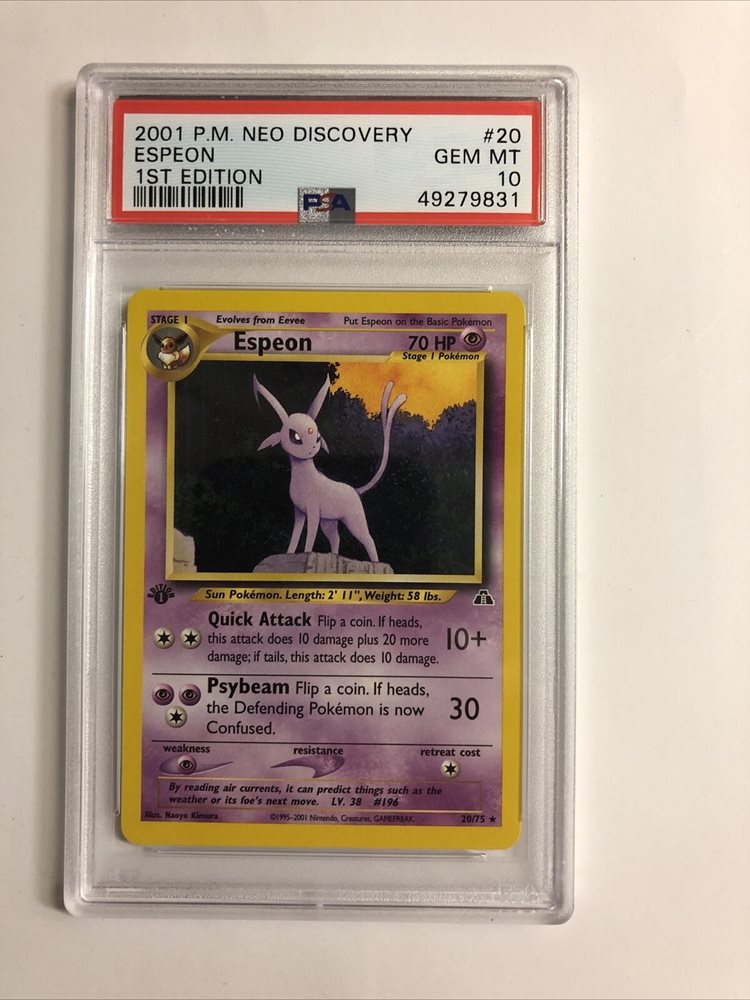 2001 P.M. NEO DISCOVERY #20
ESPEON GEM MT
1ST EDITION 10
PSA 49279831
STAGE 1 Evolves from Eevee Put Espeon on the Basic Pokémon
Espeon 70 HP
Stage 1 Pokémon
EDITION
1
Sun Pokémon. Length: 2' 11", Weight: 58 lbs.
Quick Attack Flip a coin. If heads,
this attack does 10 damage plus 20 more 10+
damage; if tails, this attack does 10 damage.
Psybeam Flip a coin. If heads,
the Defending Pokémon is now 30
Confused.
weakness resistance retreat cost
By reading air currents, it can predict things such as the
weather or its foe's next move. LV. 38 #196
Illus. Naoyo Kimura ©1995-2001 Nintendo, Creatures, GAMEFREAK. 20/75 ★